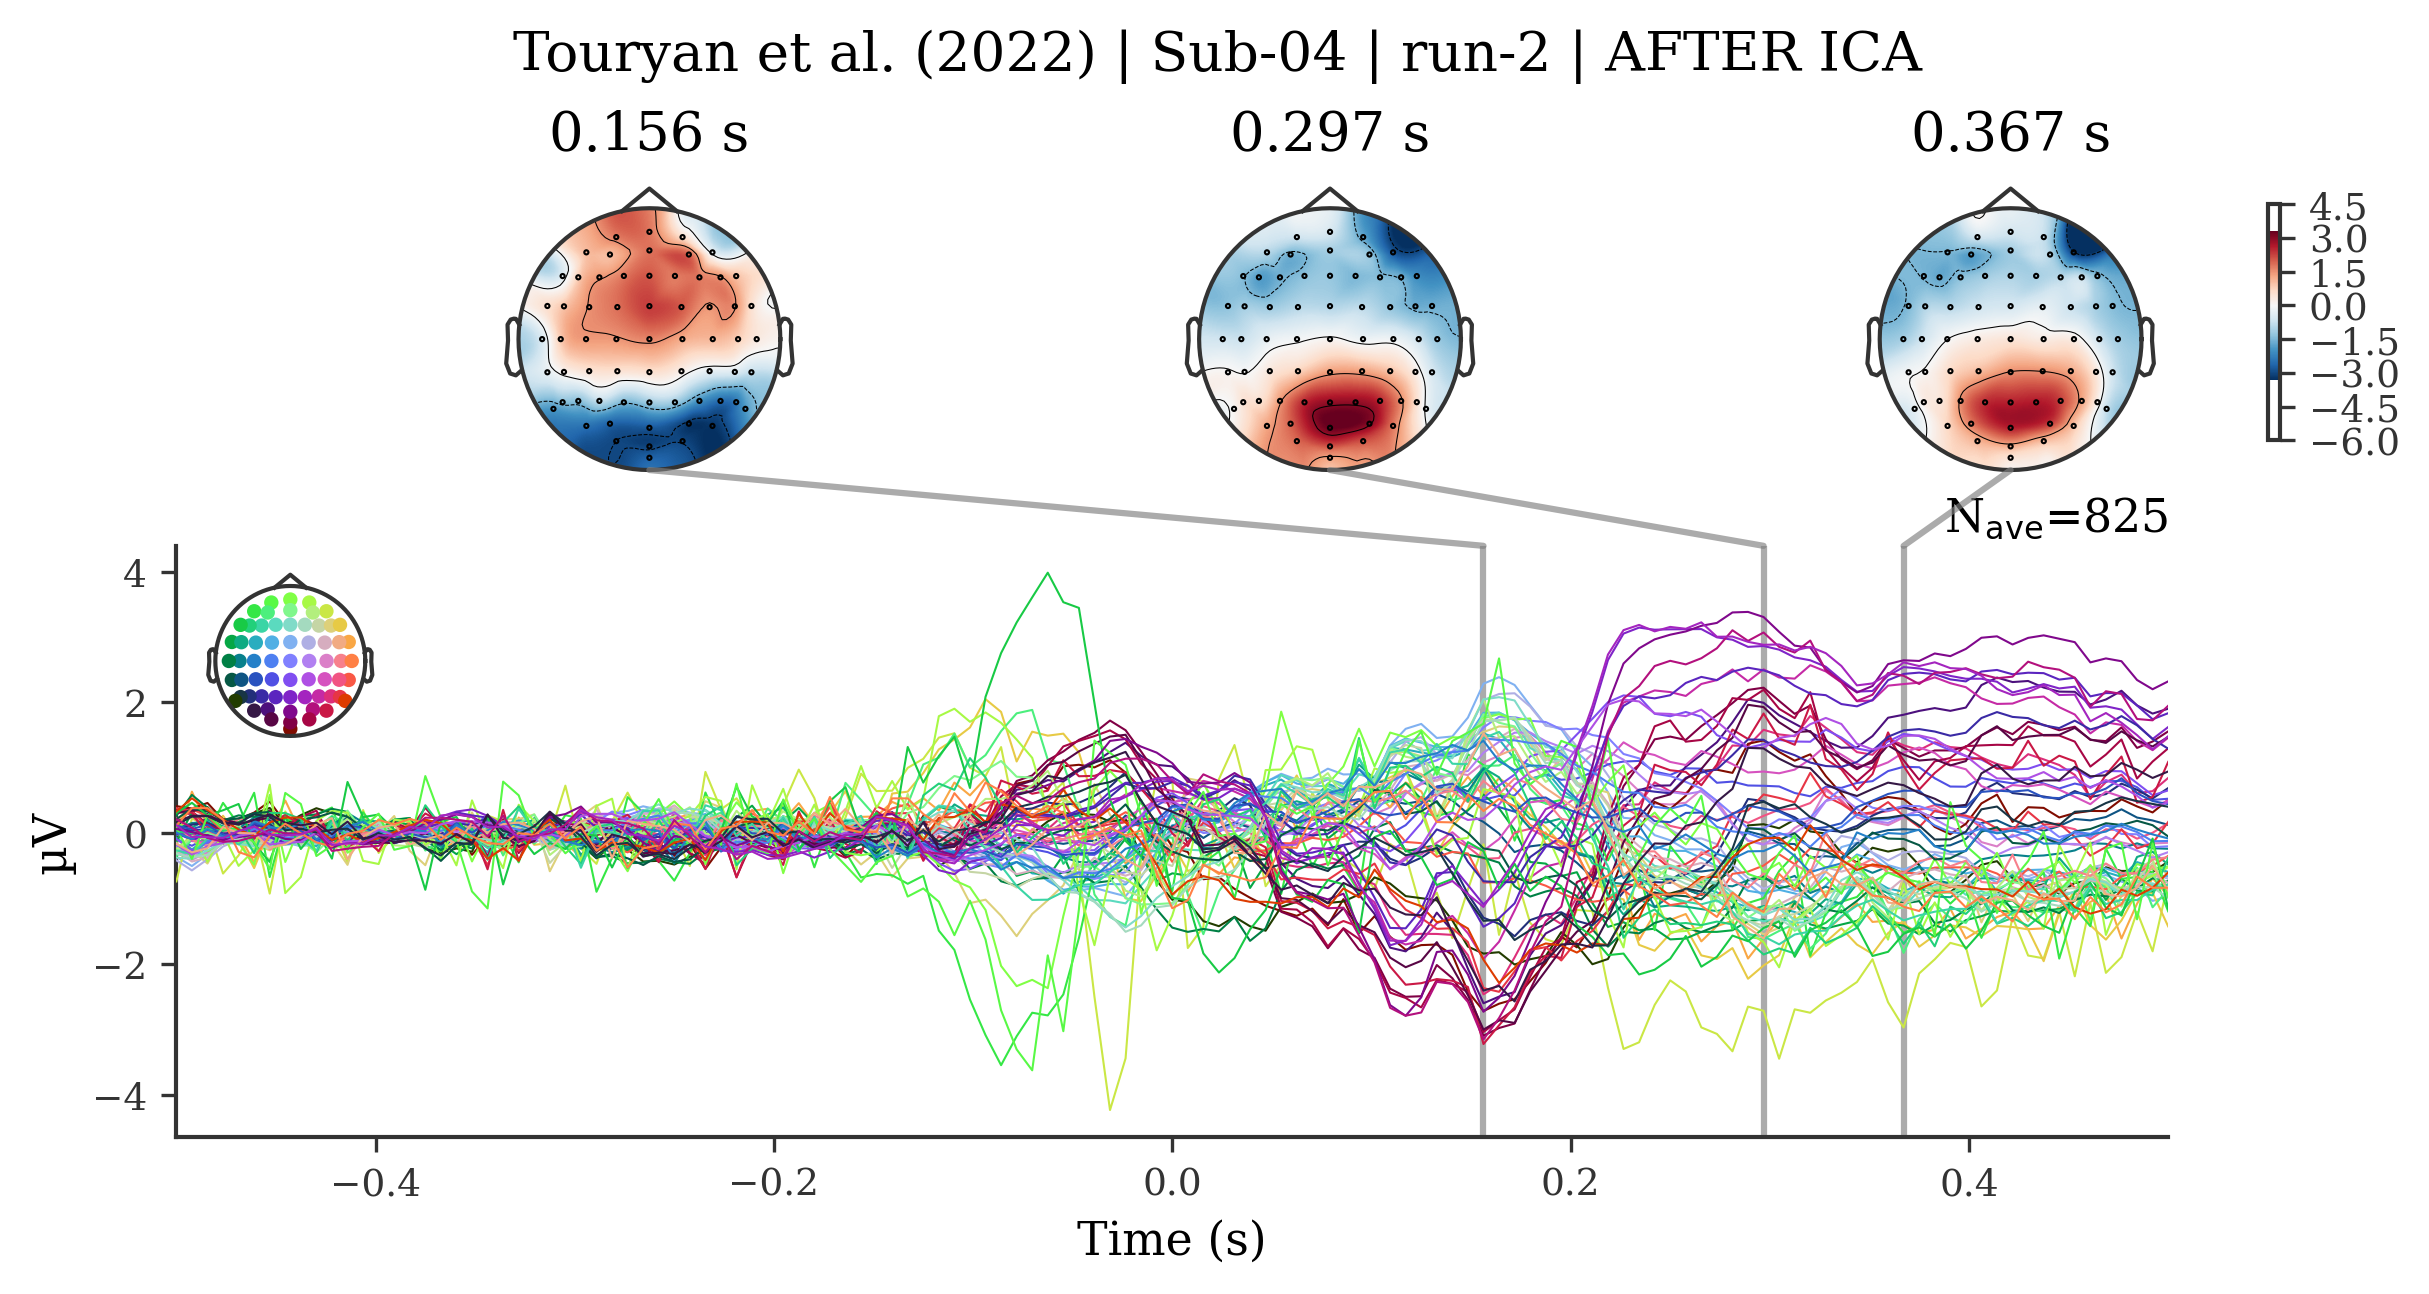 Touryan et al. (2022) | Sub-04 | run-2 | AFTER ICA
0.156 s
0.297 s
0.367 s
4.5
3.0
1.5
0.0
−1.5
−3.0
−4.5
−6.0
Nave=825
4
2
0
−2
−4
µV
−0.4
−0.2
0.0
0.2
0.4
Time (s)